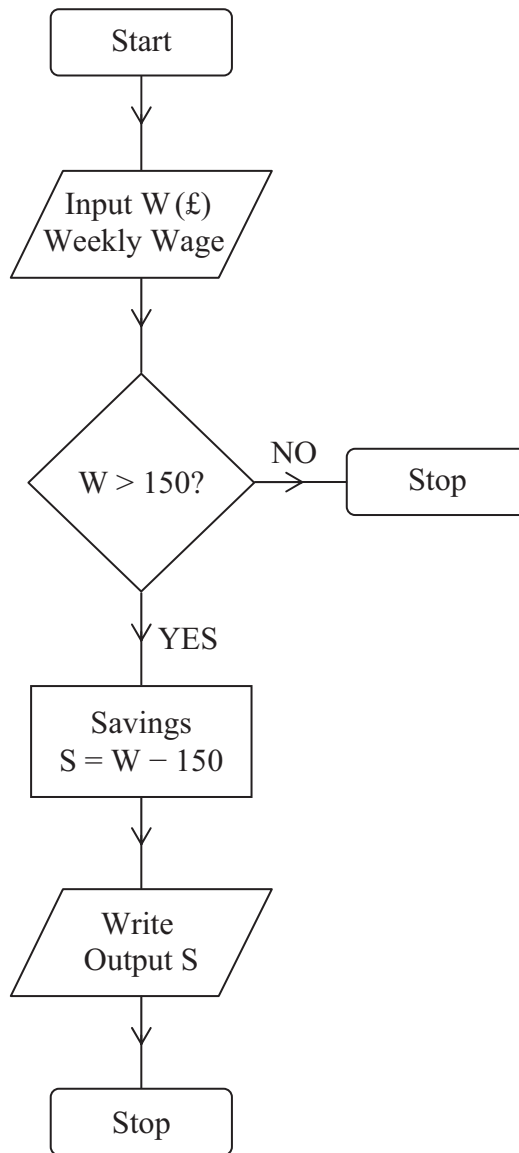 Start
Input W (£)
Weekly Wage
W > 150?
NO
Stop
YES
Savings
S = W − 150
Write
Output S
Stop